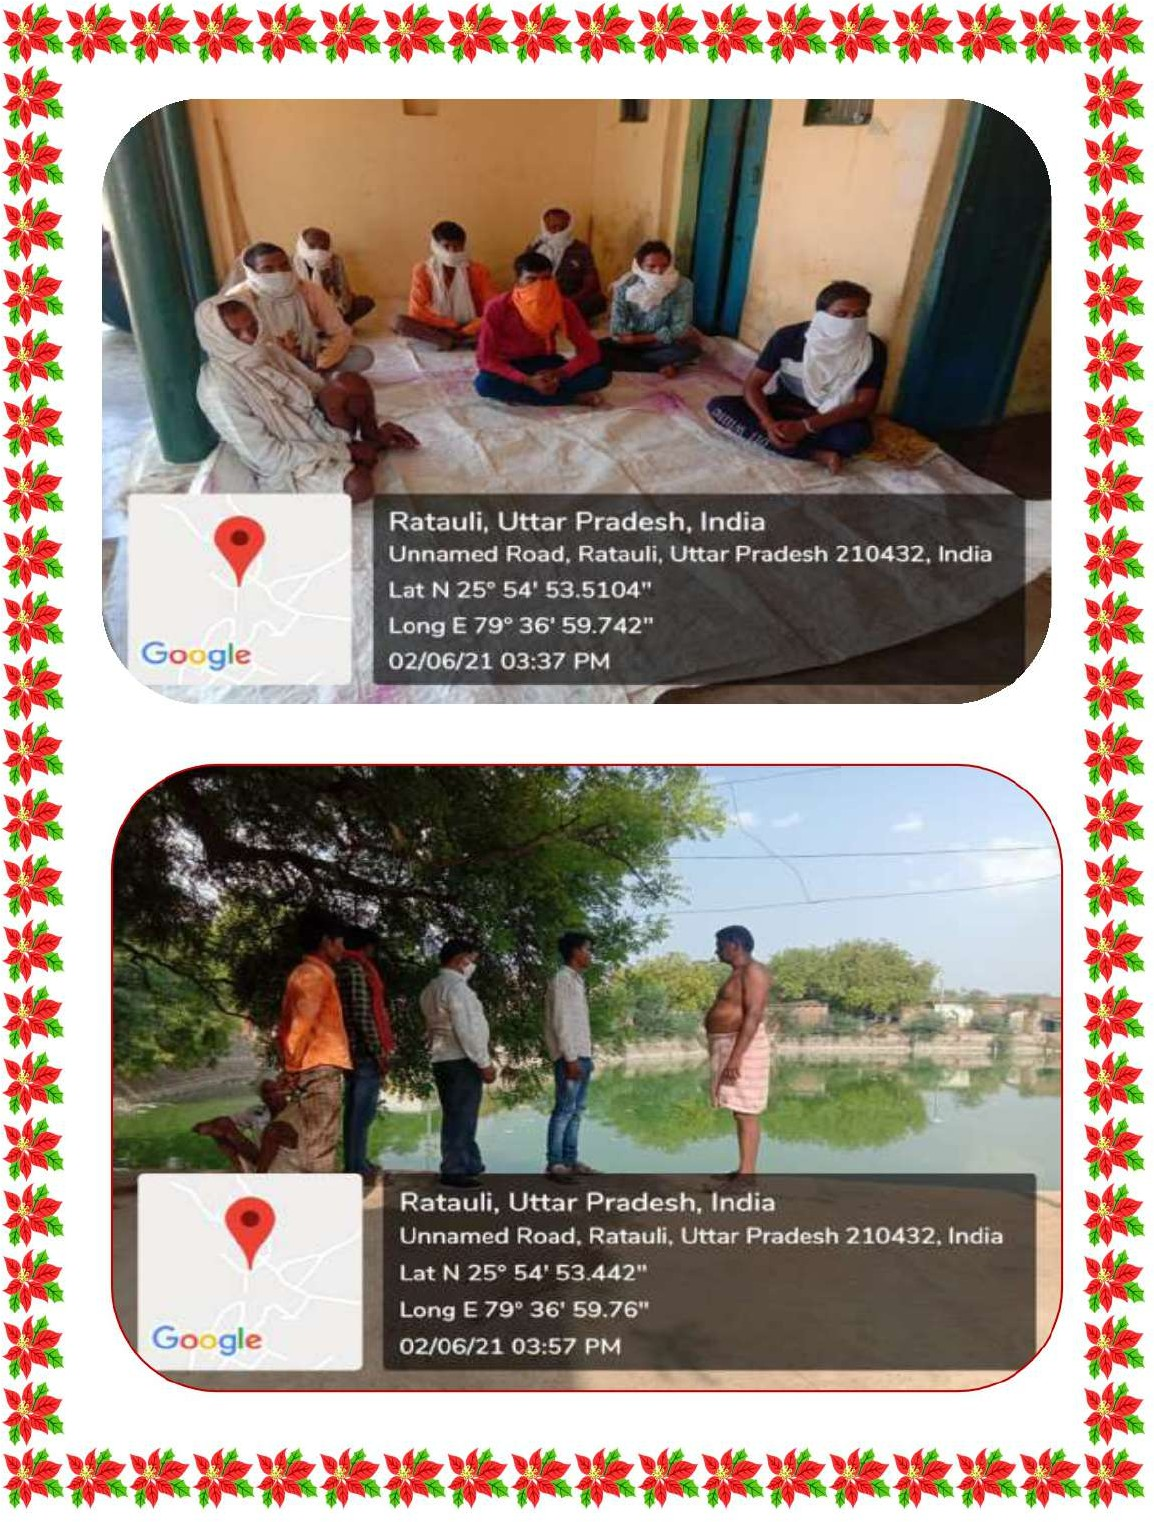 Ratauli, Uttar Pradesh, India
Unnamed Road, Ratauli, Uttar Pradesh 210432, India
Lat N 25° 54' 53.5104"
Long E 79° 36' 59.742"
02/06/21 03:37 PM
Google
Ratauli, Uttar Pradesh, India
Unnamed Road, Ratauli, Uttar Pradesh 210432, India
Lat N 25° 54' 53.442"
Long E 79° 36' 59.76"
02/06/21 03:57 PM
Google